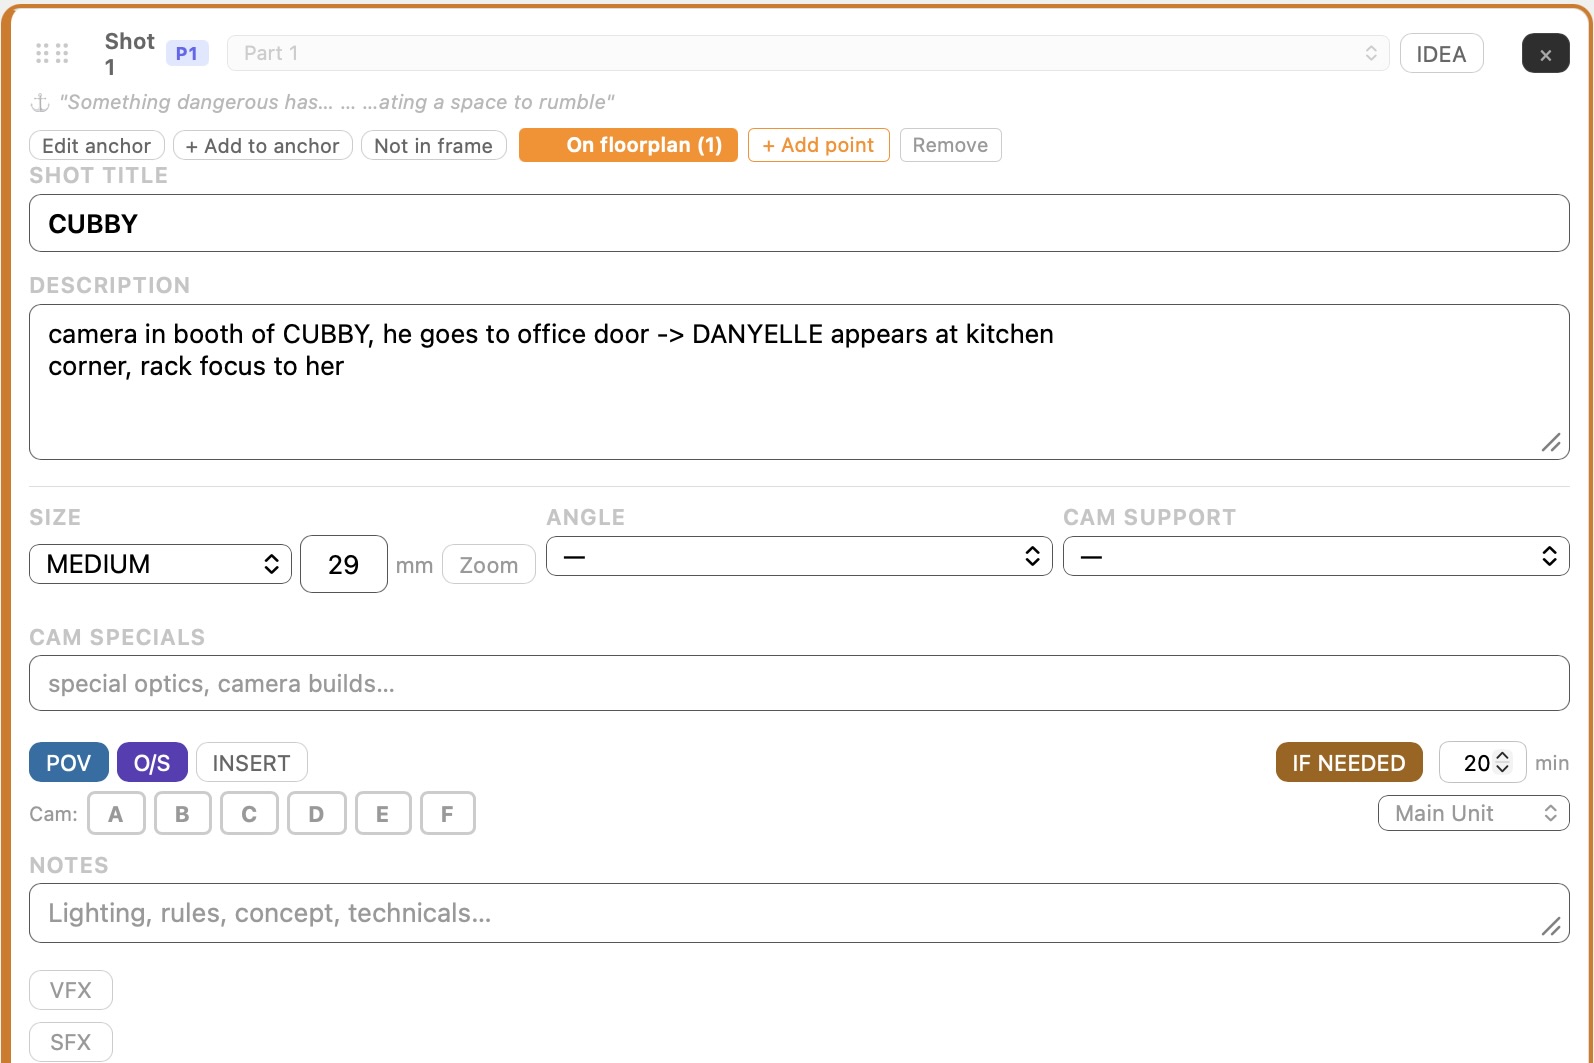 Shot 1
P1
Part 1
IDEA
×
"Something dangerous has... ... ...ating a space to rumble"
Edit anchor
+ Add to anchor
Not in frame
On floorplan (1)
+ Add point
Remove
SHOT TITLE
CUBBY
DESCRIPTION
camera in booth of CUBBY, he goes to office door -> DANYELLE appears at kitchen
corner, rack focus to her
SIZE
ANGLE
CAM SUPPORT
MEDIUM
29
mm
Zoom
—
—
CAM SPECIALS
special optics, camera builds...
POV
O/S
INSERT
IF NEEDED
20
min
Cam:
A
B
C
D
E
F
Main Unit
NOTES
Lighting, rules, concept, technicals...
VFX
SFX